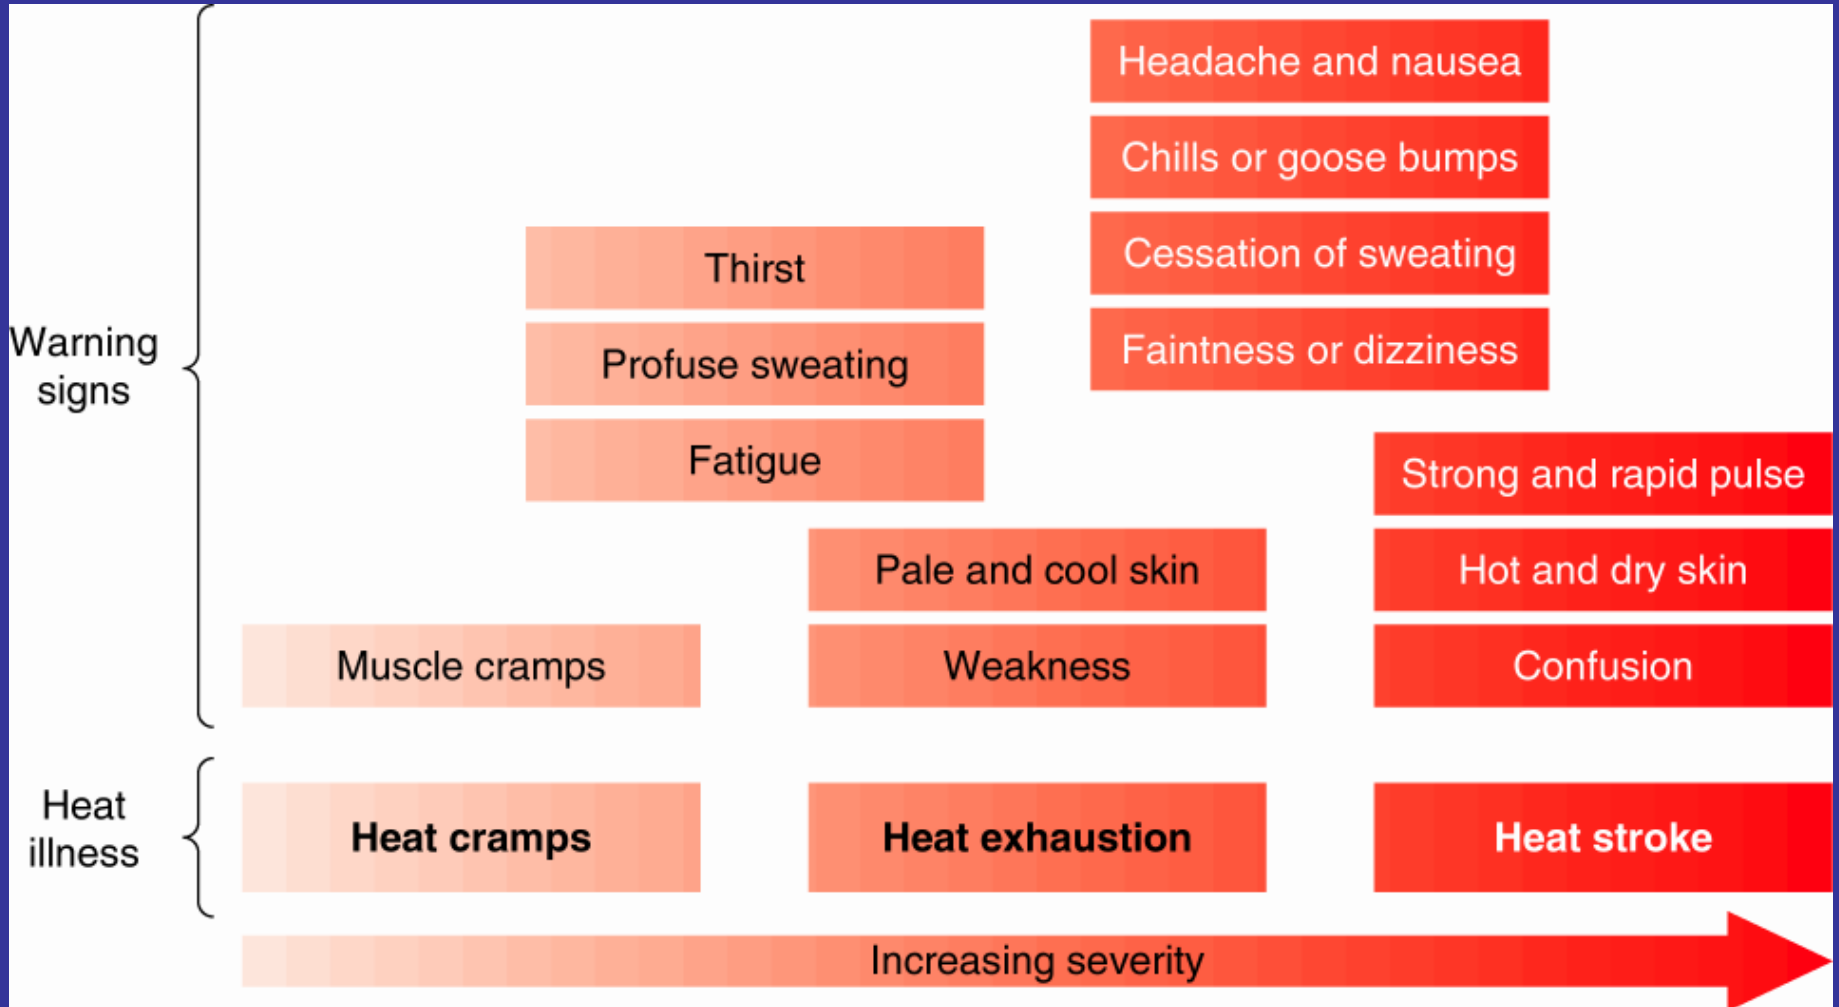 Headache and nausea
Chills or goose bumps
Cessation of sweating
Faintness or dizziness
Thirst
Profuse sweating
Fatigue
Warning
signs
Strong and rapid pulse
Hot and dry skin
Confusion
Pale and cool skin
Weakness
Muscle cramps
Heat
illness
Heat cramps
Heat exhaustion
Heat stroke
Increasing severity